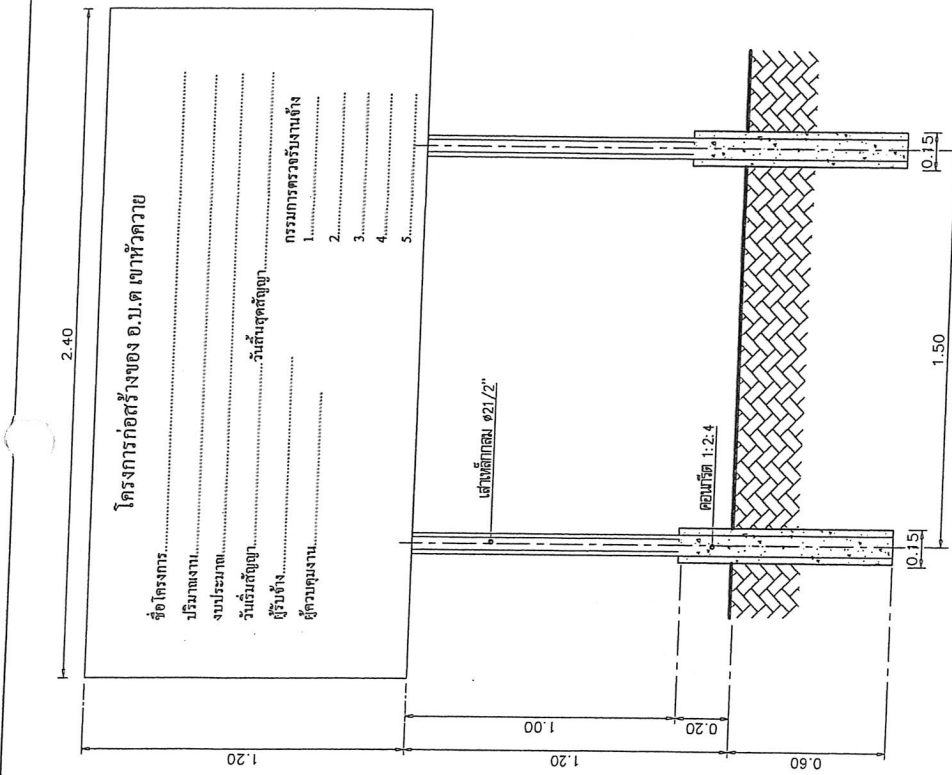 2.40
โครงการก่อสร้างของ อ.บ.ต เขาหัวควาย
ชื่อโครงการ
ปริมาณงาน
งบประมาณ
วันเริ่มสัญญา วันสิ้นสุดสัญญา
ผู้รับจ้าง
ผู้ควบคุมงาน
กรรมการตรวจรับงานจ้าง
1
2
3
4
5
1.20
เสาเหล็กกลม ø21/2"
1.00
1.20
0.20
คอนกรีต 1:2:4
0.60
0.15
0.15
1.50